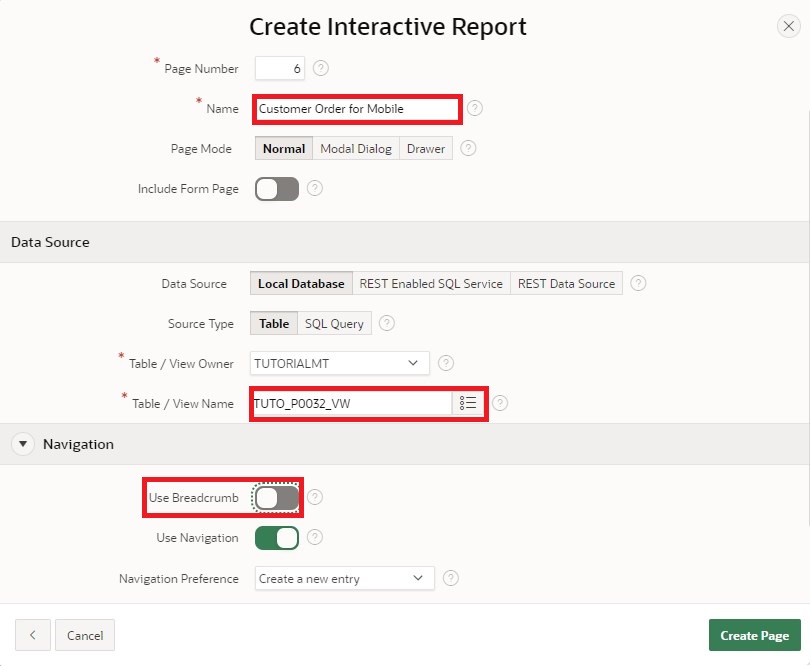 Create Interactive Report
* Page Number 6 ?
* Name Customer Order for Mobile ?
Page Mode Normal Modal Dialog Drawer ?
Include Form Page ?
Data Source
Data Source Local Database REST Enabled SQL Service REST Data Source ?
Source Type Table SQL Query ?
* Table / View Owner TUTORIALMT ?
* Table / View Name TUTO_P0032_VW ?
Navigation
Use Breadcrumb ?
Use Navigation ?
Navigation Preference Create a new entry ?
Cancel Create Page